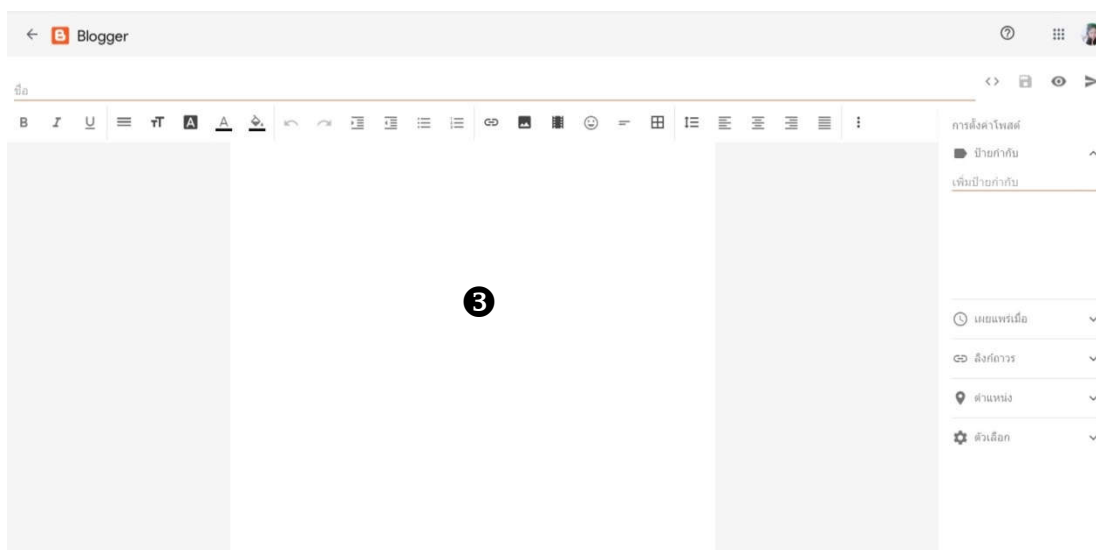 Blogger
ชื่อ
การตั้งค่าโพสต์
ป้ายกำกับ
เพิ่มป้ายกำกับ
❸
เผยแพร่เมื่อ
ลิงก์ถาวร
ตำแหน่ง
ตัวเลือก